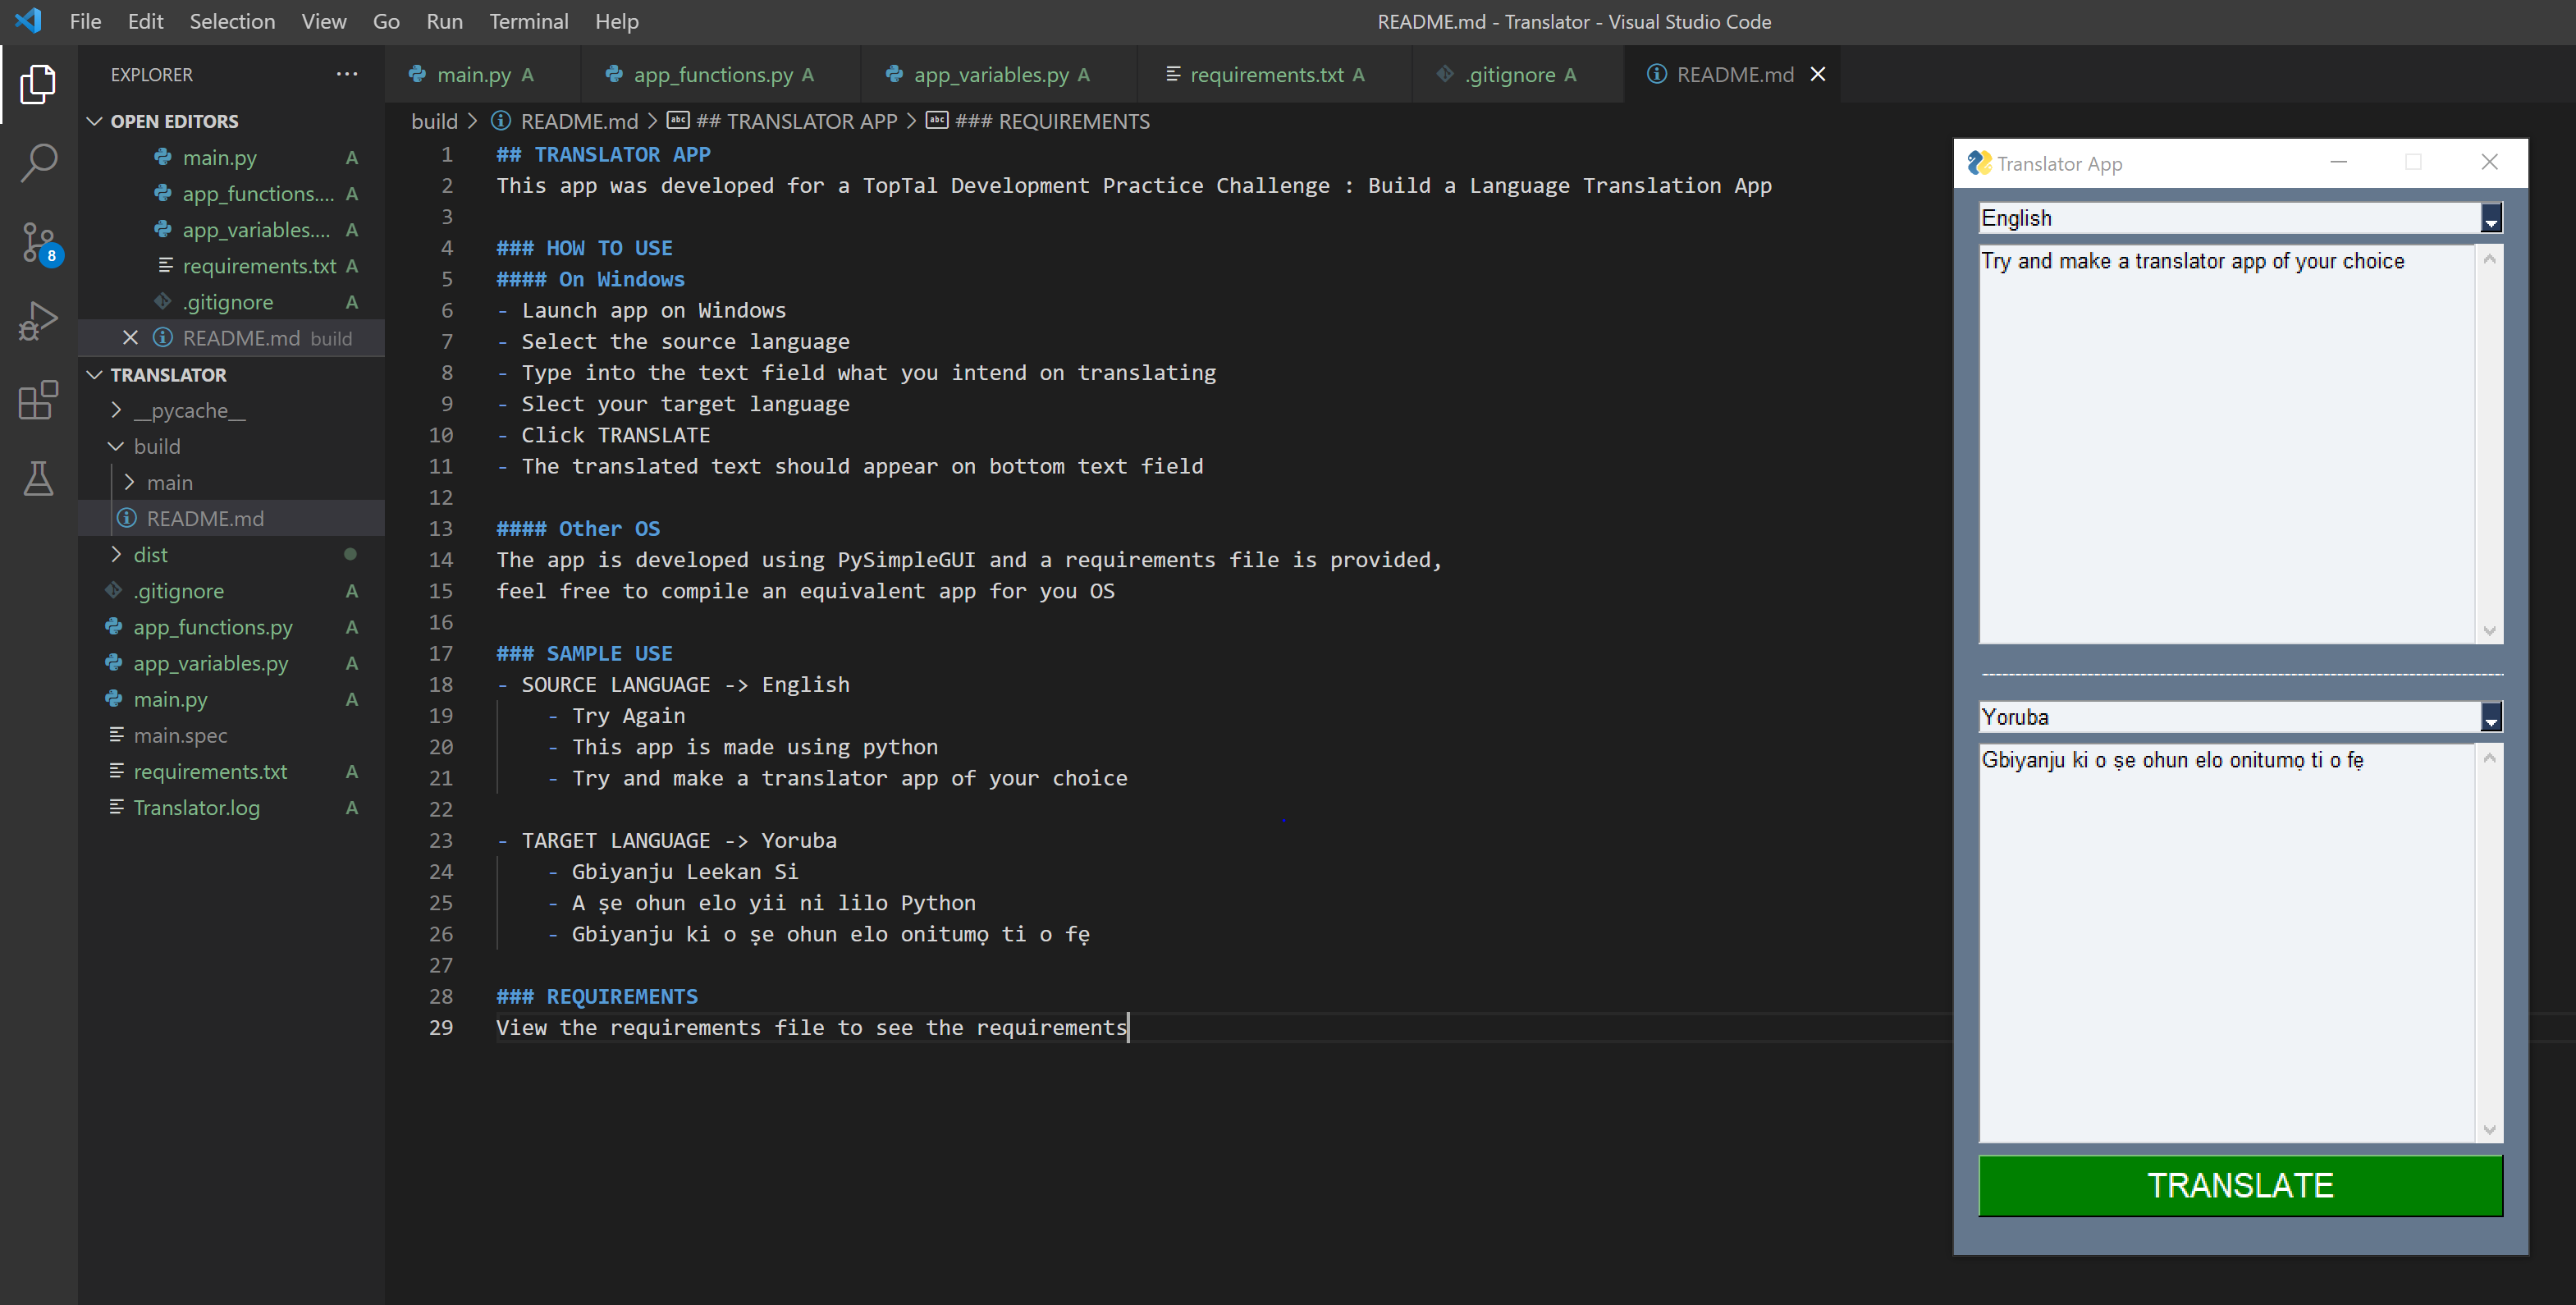 File Edit Selection View Go Run Terminal Help
README.md - Translator - Visual Studio Code
EXPLORER
OPEN EDITORS
main.py A
app_functions.... A
app_variables.... A
requirements.txt A
.gitignore A
README.md build
TRANSLATOR
__pycache__
build
main
README.md
dist
.gitignore A
app_functions.py A
app_variables.py A
main.py A
main.spec
requirements.txt A
Translator.log A
8
main.py A app_functions.py A app_variables.py A requirements.txt A .gitignore A README.md
build > README.md > ## TRANSLATOR APP > ### REQUIREMENTS
1 ## TRANSLATOR APP
2 This app was developed for a TopTal Development Practice Challenge : Build a Language Translation App
3
4 ### HOW TO USE
5 #### On Windows
6 - Launch app on Windows
7 - Select the source language
8 - Type into the text field what you intend on translating
9 - Slect your target language
10 - Click TRANSLATE
11 - The translated text should appear on bottom text field
12
13 #### Other OS
14 The app is developed using PySimpleGUI and a requirements file is provided,
15 feel free to compile an equivalent app for you OS
16
17 ### SAMPLE USE
18 - SOURCE LANGUAGE -> English
19 - Try Again
20 - This app is made using python
21 - Try and make a translator app of your choice
22
23 - TARGET LANGUAGE -> Yoruba
24 - Gbiyanju Leekan Si
25 - A ṣe ohun elo yii ni lilo Python
26 - Gbiyanju ki o ṣe ohun elo onitumọ ti o fẹ
27
28 ### REQUIREMENTS
29 View the requirements file to see the requirements
Translator App
English
Try and make a translator app of your choice
Yoruba
Gbiyanju ki o ṣe ohun elo onitumọ ti o fẹ
TRANSLATE